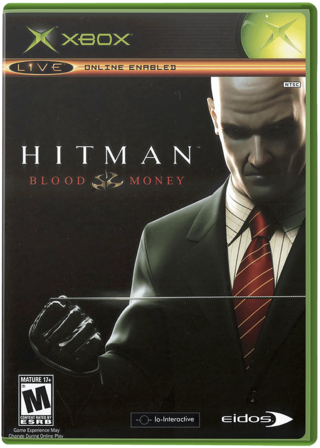 XBOX
LIVE ONLINE ENABLED
NTSC
HITMAN™
BLOOD MONEY
MATURE 17+
M
CONTENT RATED BY
ESRB
Game Experience May
Change During Online Play
Io-Interactive
eidos